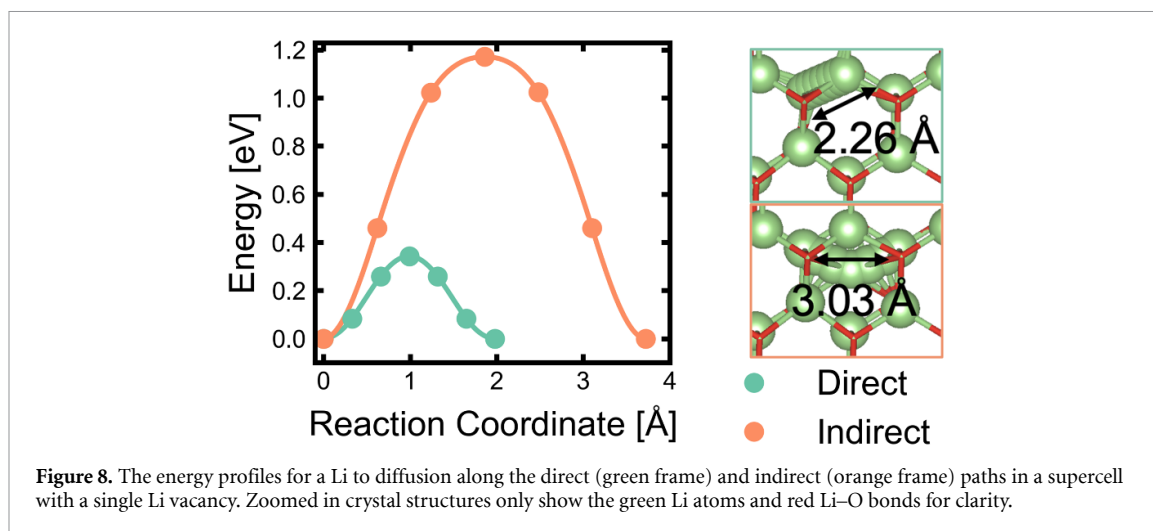 1.2
1.0
0.8
0.6
0.4
0.2
0.0
Energy [eV]
0 1 2 3 4
Reaction Coordinate [Å]
2.26 Å
3.03 Å
Direct
Indirect
Figure 8. The energy profiles for a Li to diffusion along the direct (green frame) and indirect (orange frame) paths in a supercell
with a single Li vacancy. Zoomed in crystal structures only show the green Li atoms and red Li–O bonds for clarity.